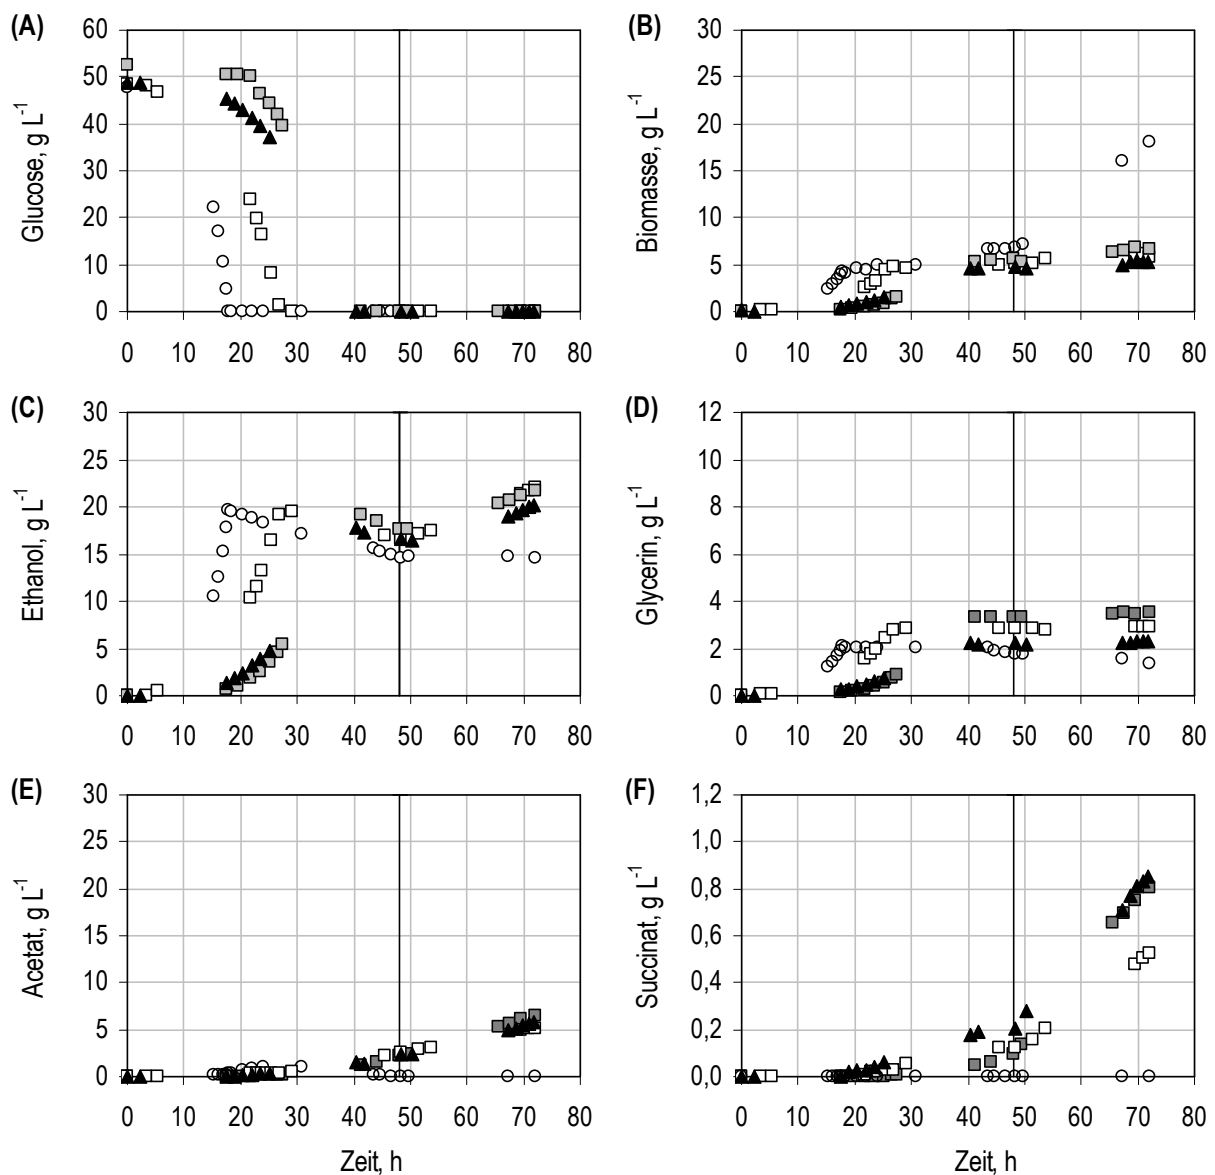 (A)
Glucose, g L⁻¹
60
50
40
30
20
10
0
0 10 20 30 40 50 60 70 80
(B)
Biomasse, g L⁻¹
30
25
20
15
10
5
0
0 10 20 30 40 50 60 70 80
(C)
Ethanol, g L⁻¹
30
25
20
15
10
5
0
0 10 20 30 40 50 60 70 80
(D)
Glycerin, g L⁻¹
12
10
8
6
4
2
0
0 10 20 30 40 50 60 70 80
(E)
Acetat, g L⁻¹
30
25
20
15
10
5
0
0 10 20 30 40 50 60 70 80
Zeit, h
(F)
Succinat, g L⁻¹
1,2
1,0
0,8
0,6
0,4
0,2
0,0
0 10 20 30 40 50 60 70 80
Zeit, h